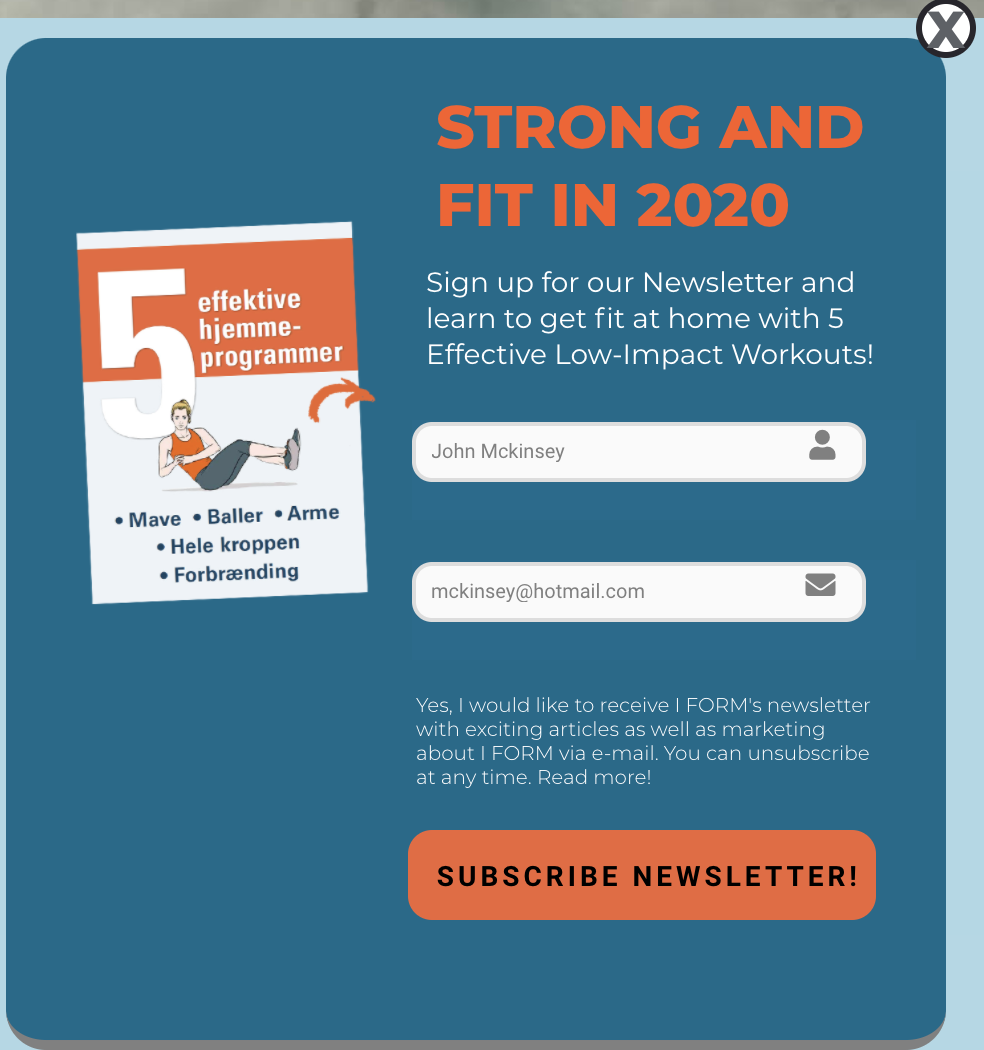 X
STRONG AND
FIT IN 2020
Sign up for our Newsletter and
learn to get fit at home with 5
Effective Low-Impact Workouts!
5 effektive
hjemme-
programmer
• Mave • Baller • Arme
• Hele kroppen
• Forbrænding
John Mckinsey
mckinsey@hotmail.com
Yes, I would like to receive I FORM's newsletter
with exciting articles as well as marketing
about I FORM via e-mail. You can unsubscribe
at any time. Read more!
SUBSCRIBE NEWSLETTER!